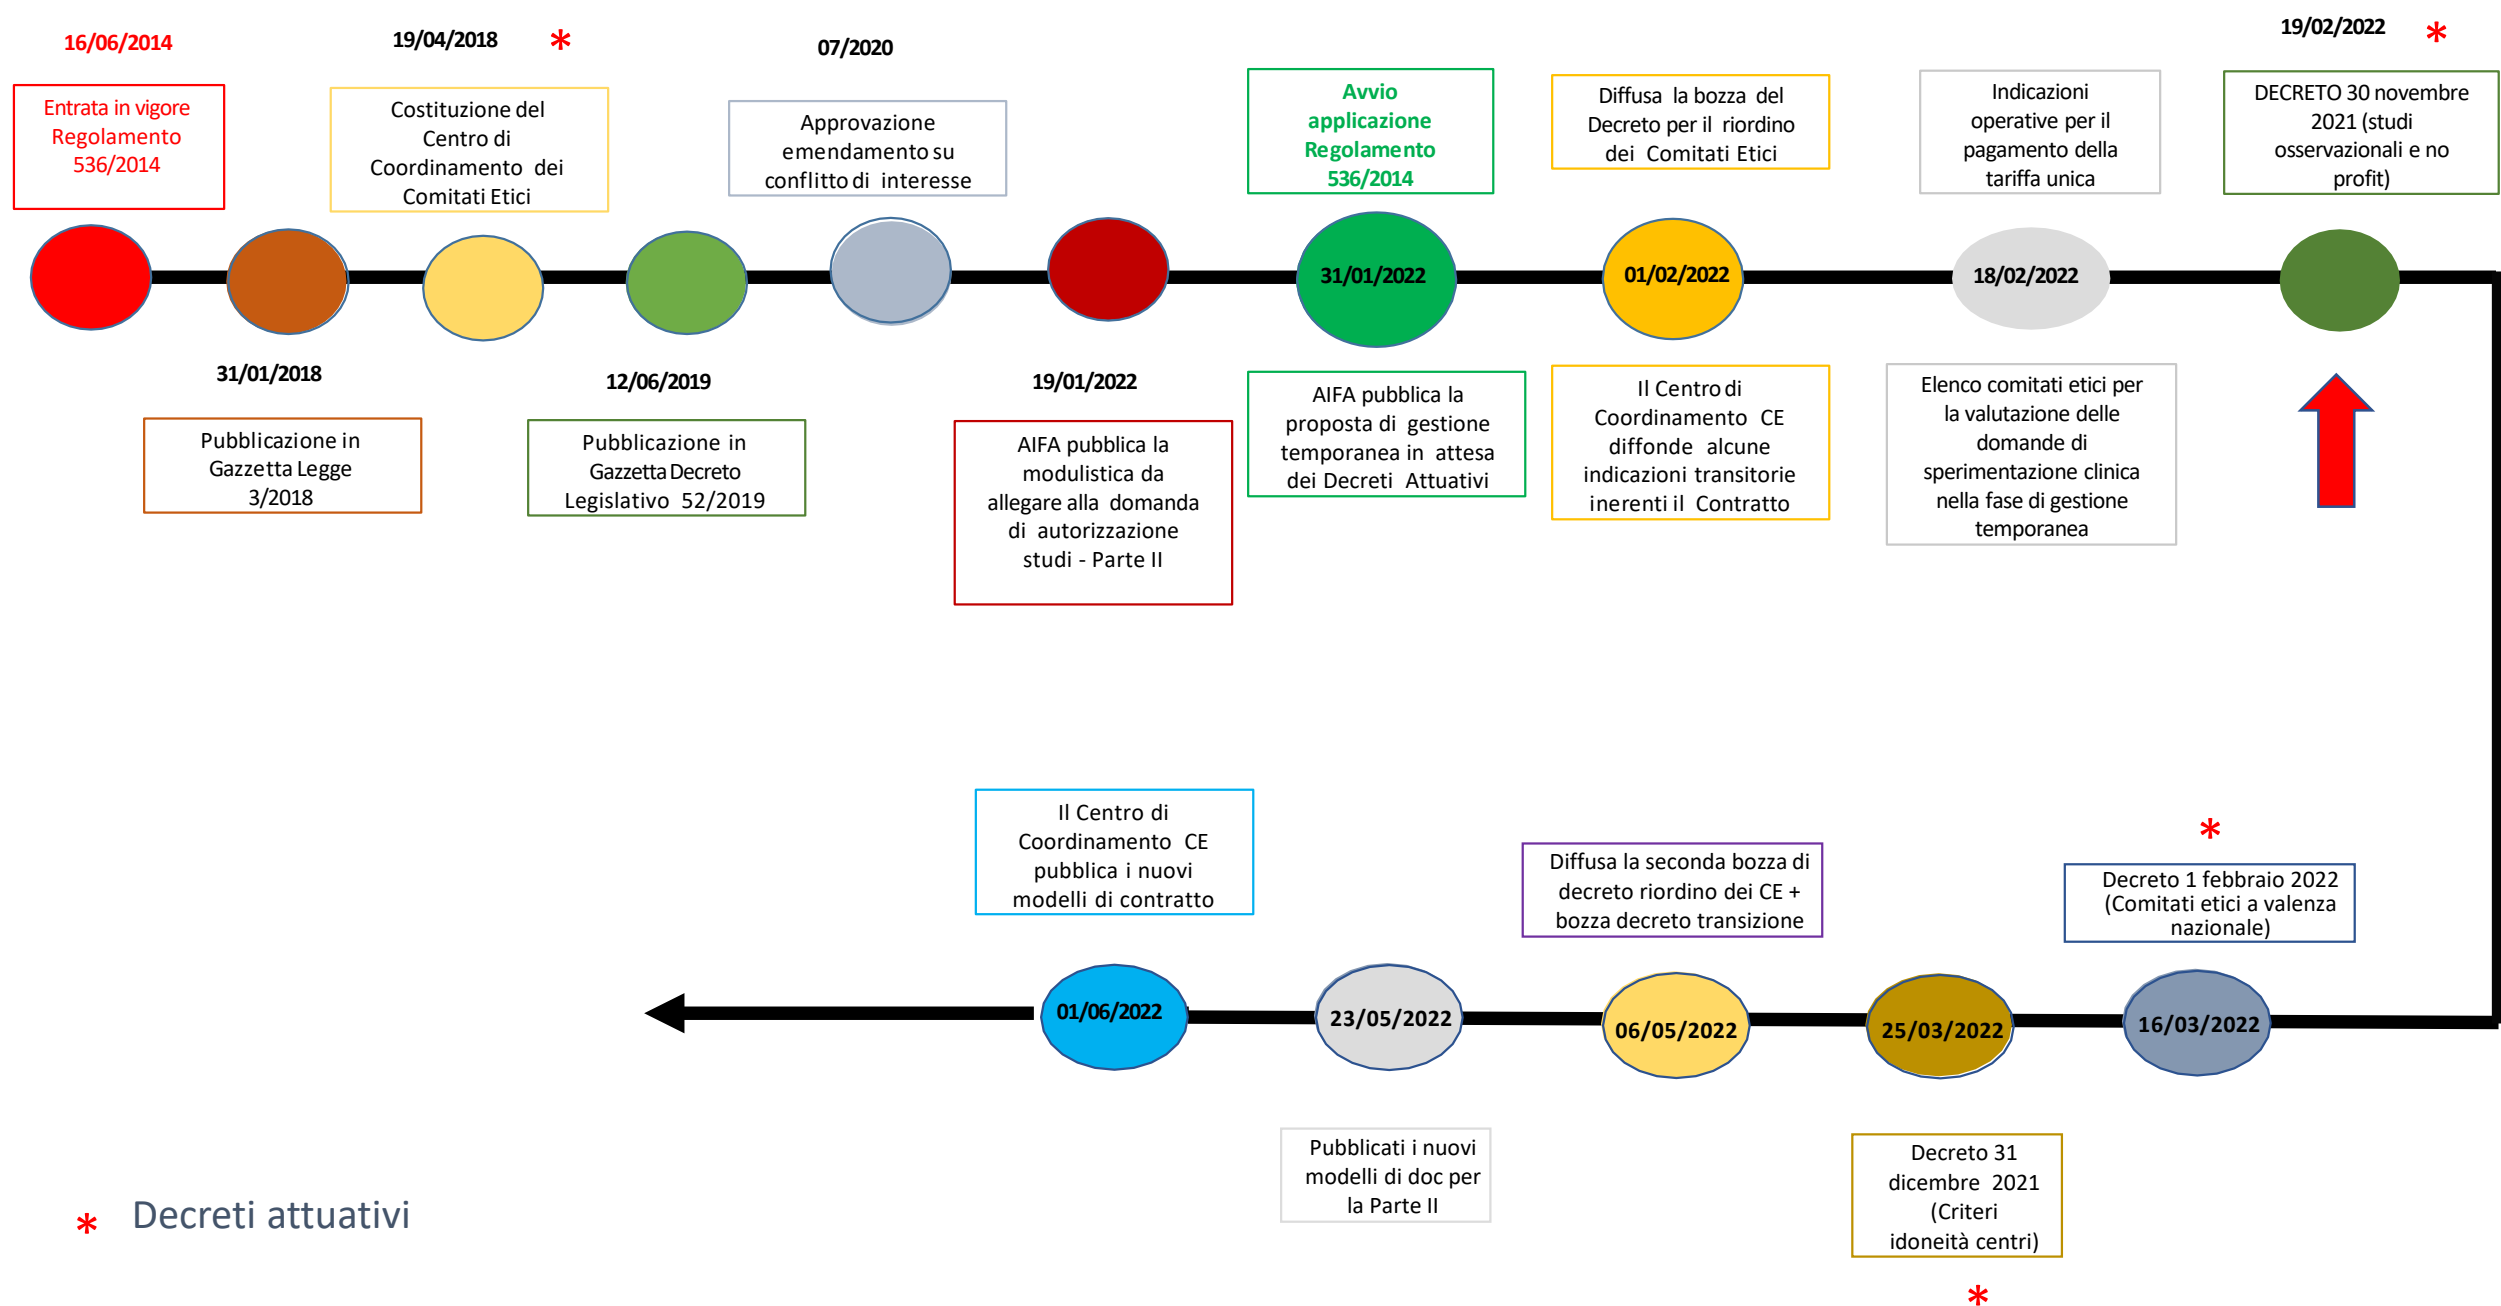 16/06/2014
Entrata in vigore
Regolamento
536/2014
31/01/2018
Pubblicazione in
Gazzetta Legge
3/2018
19/04/2018 *
Costituzione del
Centro di
Coordinamento dei
Comitati Etici
12/06/2019
Pubblicazione in
Gazzetta Decreto
Legislativo 52/2019
07/2020
Approvazione
emendamento su
conflitto di interesse
19/01/2022
AIFA pubblica la
modulistica da
allegare alla domanda
di autorizzazione
studi - Parte II
Avvio
applicazione
Regolamento
536/2014
31/01/2022
AIFA pubblica la
proposta di gestione
temporanea in attesa
dei Decreti Attuativi
Diffusa la bozza del
Decreto per il riordino
dei Comitati Etici
01/02/2022
Il Centro di
Coordinamento CE
diffonde alcune
indicazioni transitorie
inerenti il Contratto
Indicazioni
operative per il
pagamento della
tariffa unica
18/02/2022
Elenco comitati etici per
la valutazione delle
domande di
sperimentazione clinica
nella fase di gestione
temporanea
19/02/2022 *
DECRETO 30 novembre
2021 (studi
osservazionali e no
profit)
*
Decreto 1 febbraio 2022
(Comitati etici a valenza
nazionale)
16/03/2022
25/03/2022
Decreto 31
dicembre 2021
(Criteri
idoneità centri)
*
Diffusa la seconda bozza di
decreto riordino dei CE +
bozza decreto transizione
06/05/2022
23/05/2022
Pubblicati i nuovi
modelli di doc per
la Parte II
Il Centro di
Coordinamento CE
pubblica i nuovi
modelli di contratto
01/06/2022
* Decreti attuativi